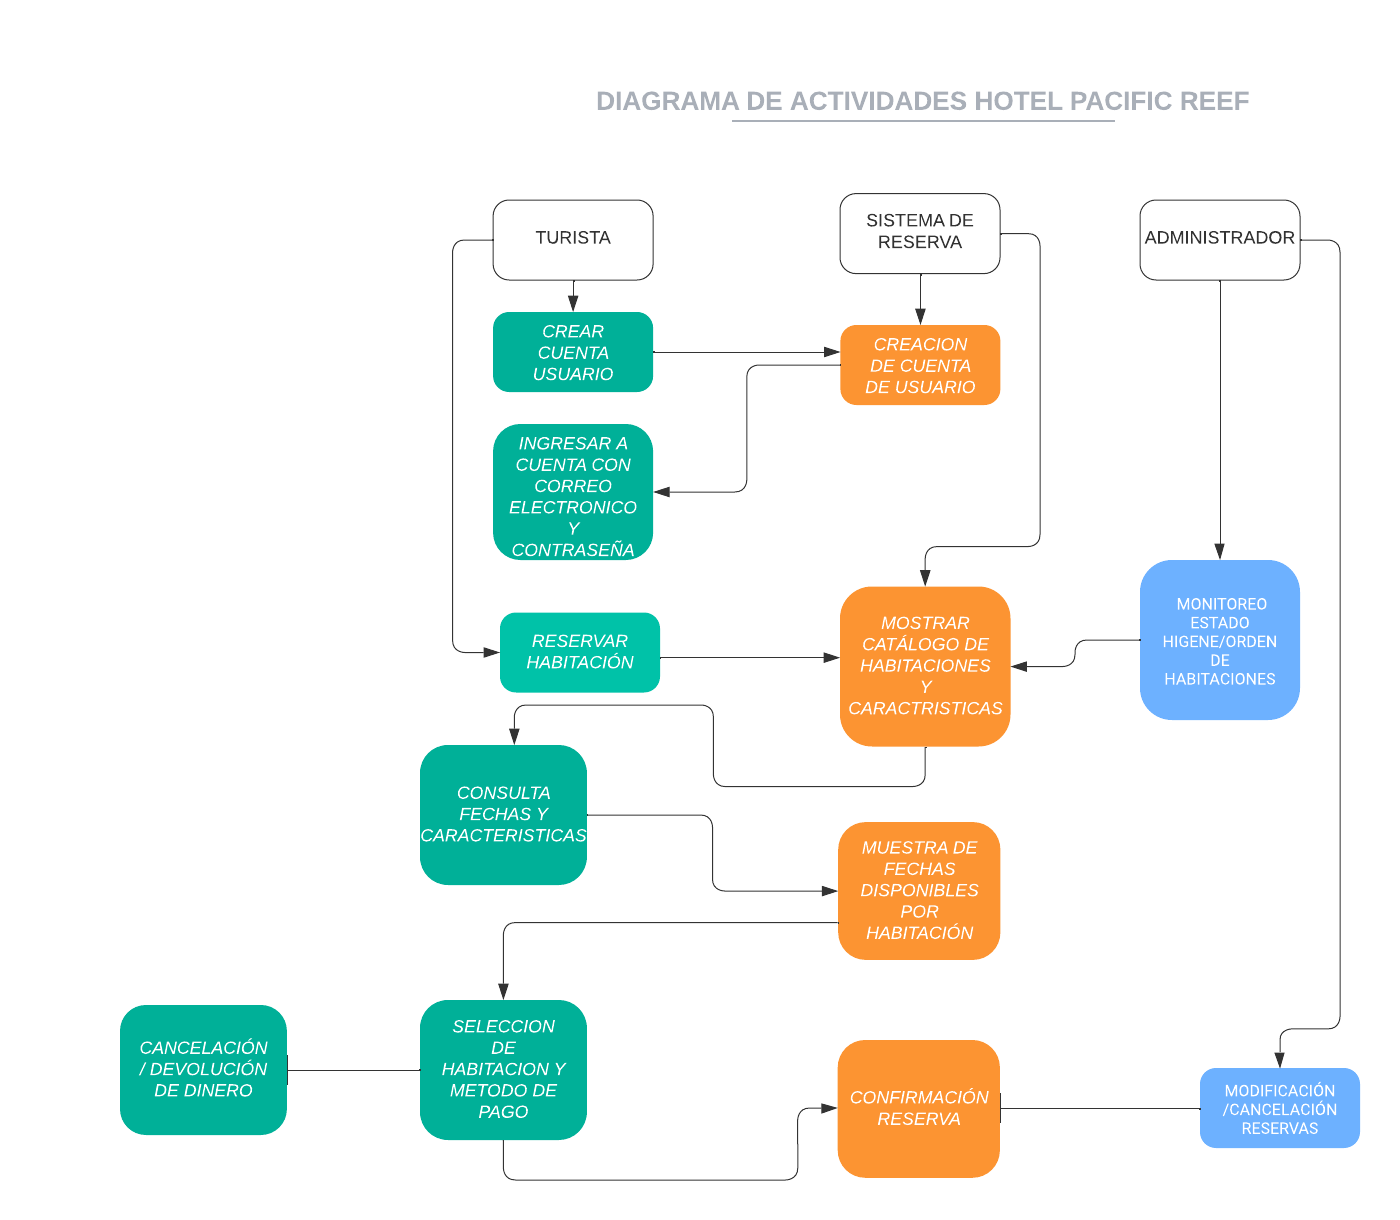 DIAGRAMA DE ACTIVIDADES HOTEL PACIFIC REEF
TURISTA
SISTEMA DE
RESERVA
ADMINISTRADOR
CREAR
CUENTA
USUARIO
CREACION
DE CUENTA
DE USUARIO
INGRESAR A
CUENTA CON
CORREO
ELECTRONICO
Y
CONTRASEÑA
RESERVAR
HABITACIÓN
MOSTRAR
CATÁLOGO DE
HABITACIONES
Y
CARACTRISTICAS
MONITOREO
ESTADO
HIGENE/ORDEN
DE
HABITACIONES
CONSULTA
FECHAS Y
CARACTERISTICAS
MUESTRA DE
FECHAS
DISPONIBLES
POR
HABITACIÓN
CANCELACIÓN
/ DEVOLUCIÓN
DE DINERO
SELECCION
DE
HABITACION Y
METODO DE
PAGO
CONFIRMACIÓN
RESERVA
MODIFICACIÓN
/CANCELACIÓN
RESERVAS